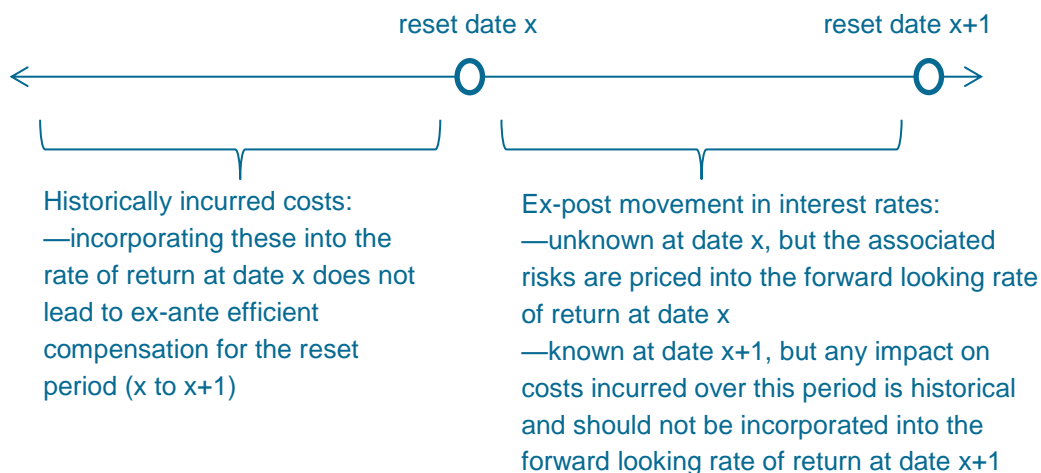 reset date x
reset date x+1
Historically incurred costs:
—incorporating these into the
rate of return at date x does not
lead to ex-ante efficient
compensation for the reset
period (x to x+1)
Ex-post movement in interest rates:
—unknown at date x, but the associated
risks are priced into the forward looking rate
of return at date x
—known at date x+1, but any impact on
costs incurred over this period is historical
and should not be incorporated into the
forward looking rate of return at date x+1